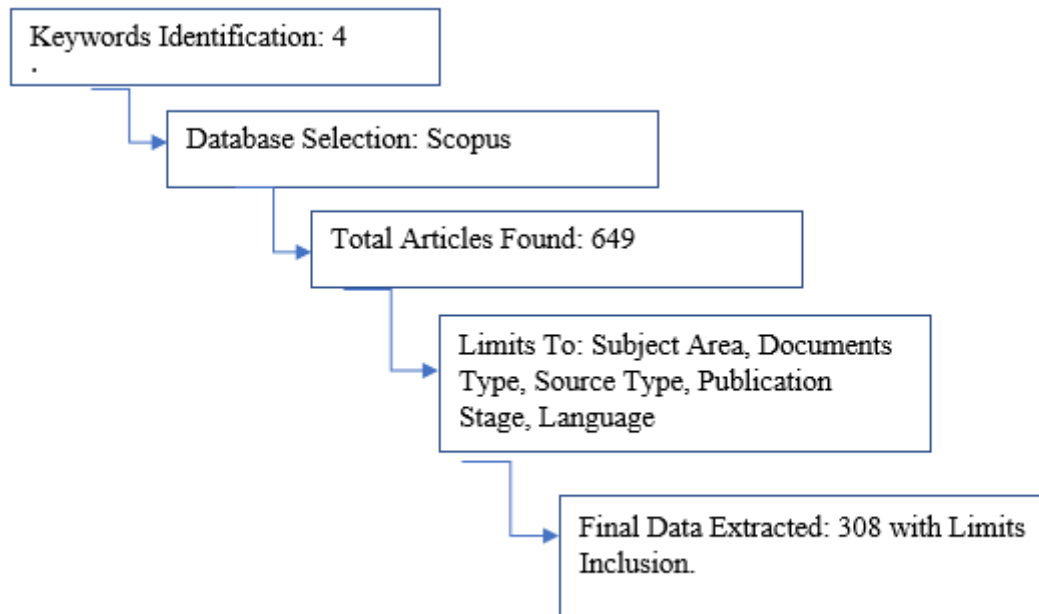 Keywords Identification: 4
.
Database Selection: Scopus
Total Articles Found: 649
Limits To: Subject Area, Documents
Type, Source Type, Publication
Stage, Language
Final Data Extracted: 308 with Limits
Inclusion.